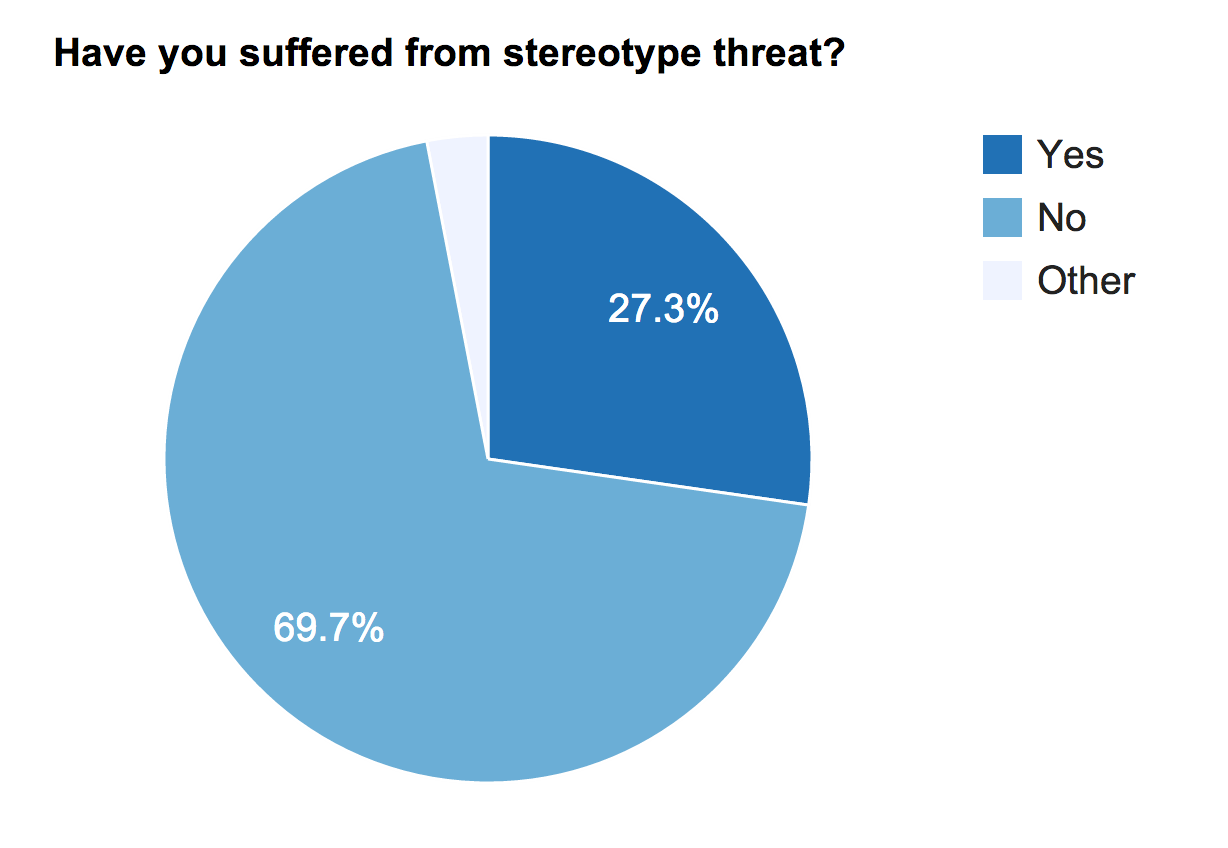 Have you suffered from stereotype threat?
Yes
No
Other
27.3%
69.7%